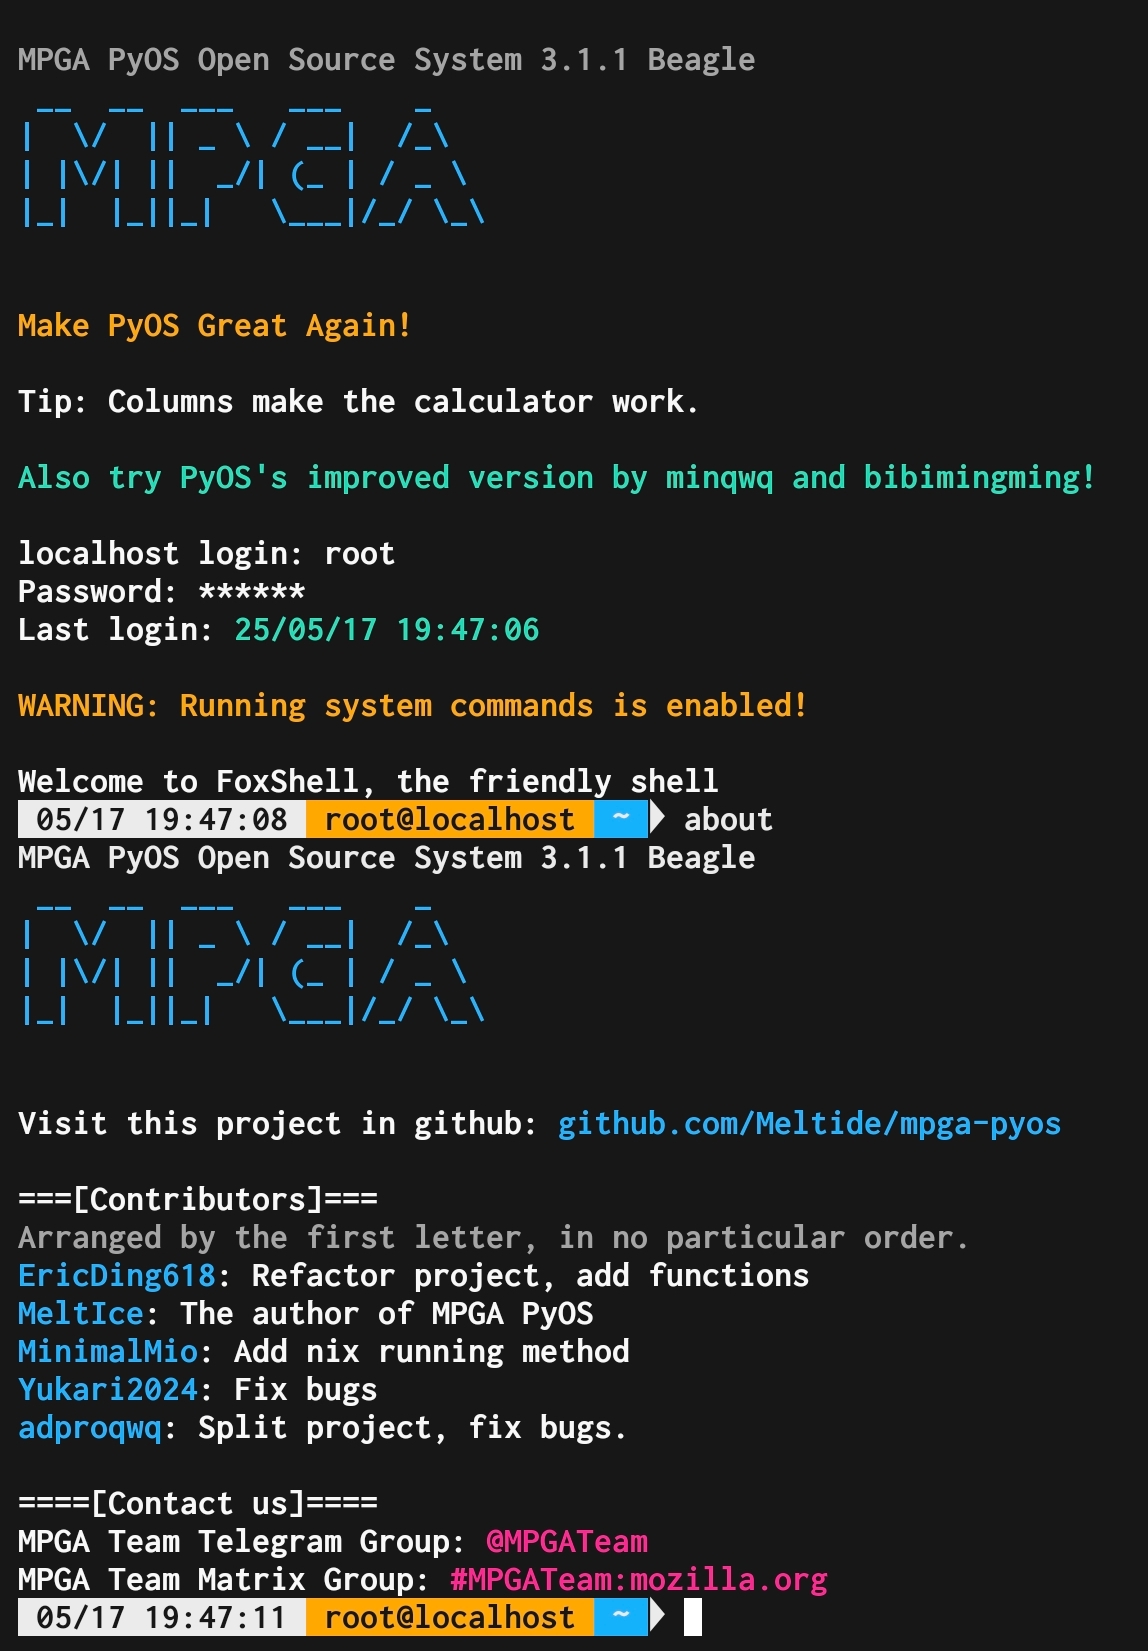 MPGA PyOS Open Source System 3.1.1 Beagle
 __  __  ___   ___    _
|  \/  || _ \ / __|  /_\
| |\/| ||  _/| (_ | / _ \
|_|  |_||_|   \___|/_/ \_\
Make PyOS Great Again!
Tip: Columns make the calculator work.
Also try PyOS's improved version by minqwq and bibimingming!
localhost login: root
Password: ******
Last login: 25/05/17 19:47:06
WARNING: Running system commands is enabled!
Welcome to FoxShell, the friendly shell
05/17 19:47:08 root@localhost ~ about
MPGA PyOS Open Source System 3.1.1 Beagle
 __  __  ___   ___    _
|  \/  || _ \ / __|  /_\
| |\/| ||  _/| (_ | / _ \
|_|  |_||_|   \___|/_/ \_\
Visit this project in github: github.com/Meltide/mpga-pyos
===[Contributors]===
Arranged by the first letter, in no particular order.
EricDing618: Refactor project, add functions
MeltIce: The author of MPGA PyOS
MinimalMio: Add nix running method
Yukari2024: Fix bugs
adproqwq: Split project, fix bugs.
====[Contact us]====
MPGA Team Telegram Group: @MPGATeam
MPGA Team Matrix Group: #MPGATeam:mozilla.org
05/17 19:47:11 root@localhost ~